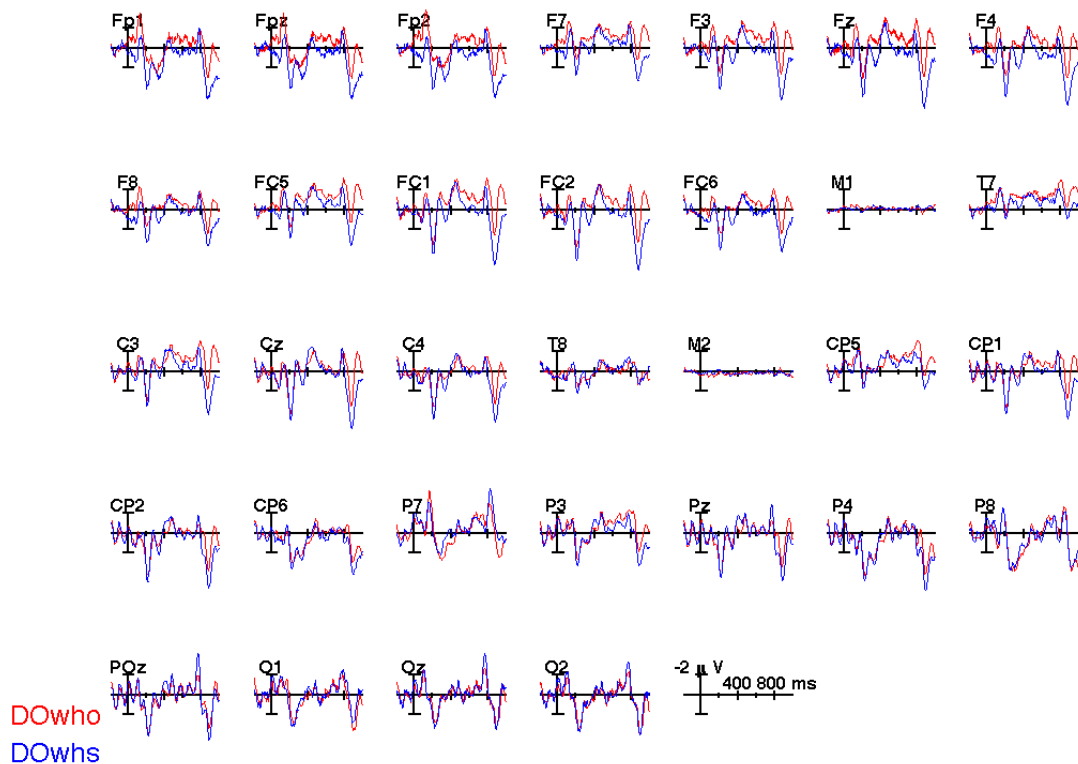 Fp1 Fpz Fp2 F7 F3 Fz F4
F8 FC5 FC1 FC2 FC6 M1 T7
C3 Cz C4 T8 M2 CP5 CP1
CP2 CP6 P7 P3 Pz P4 P8
POz O1 Oz O2 -2 µ V
400 800 ms
DOwho
DOwhs